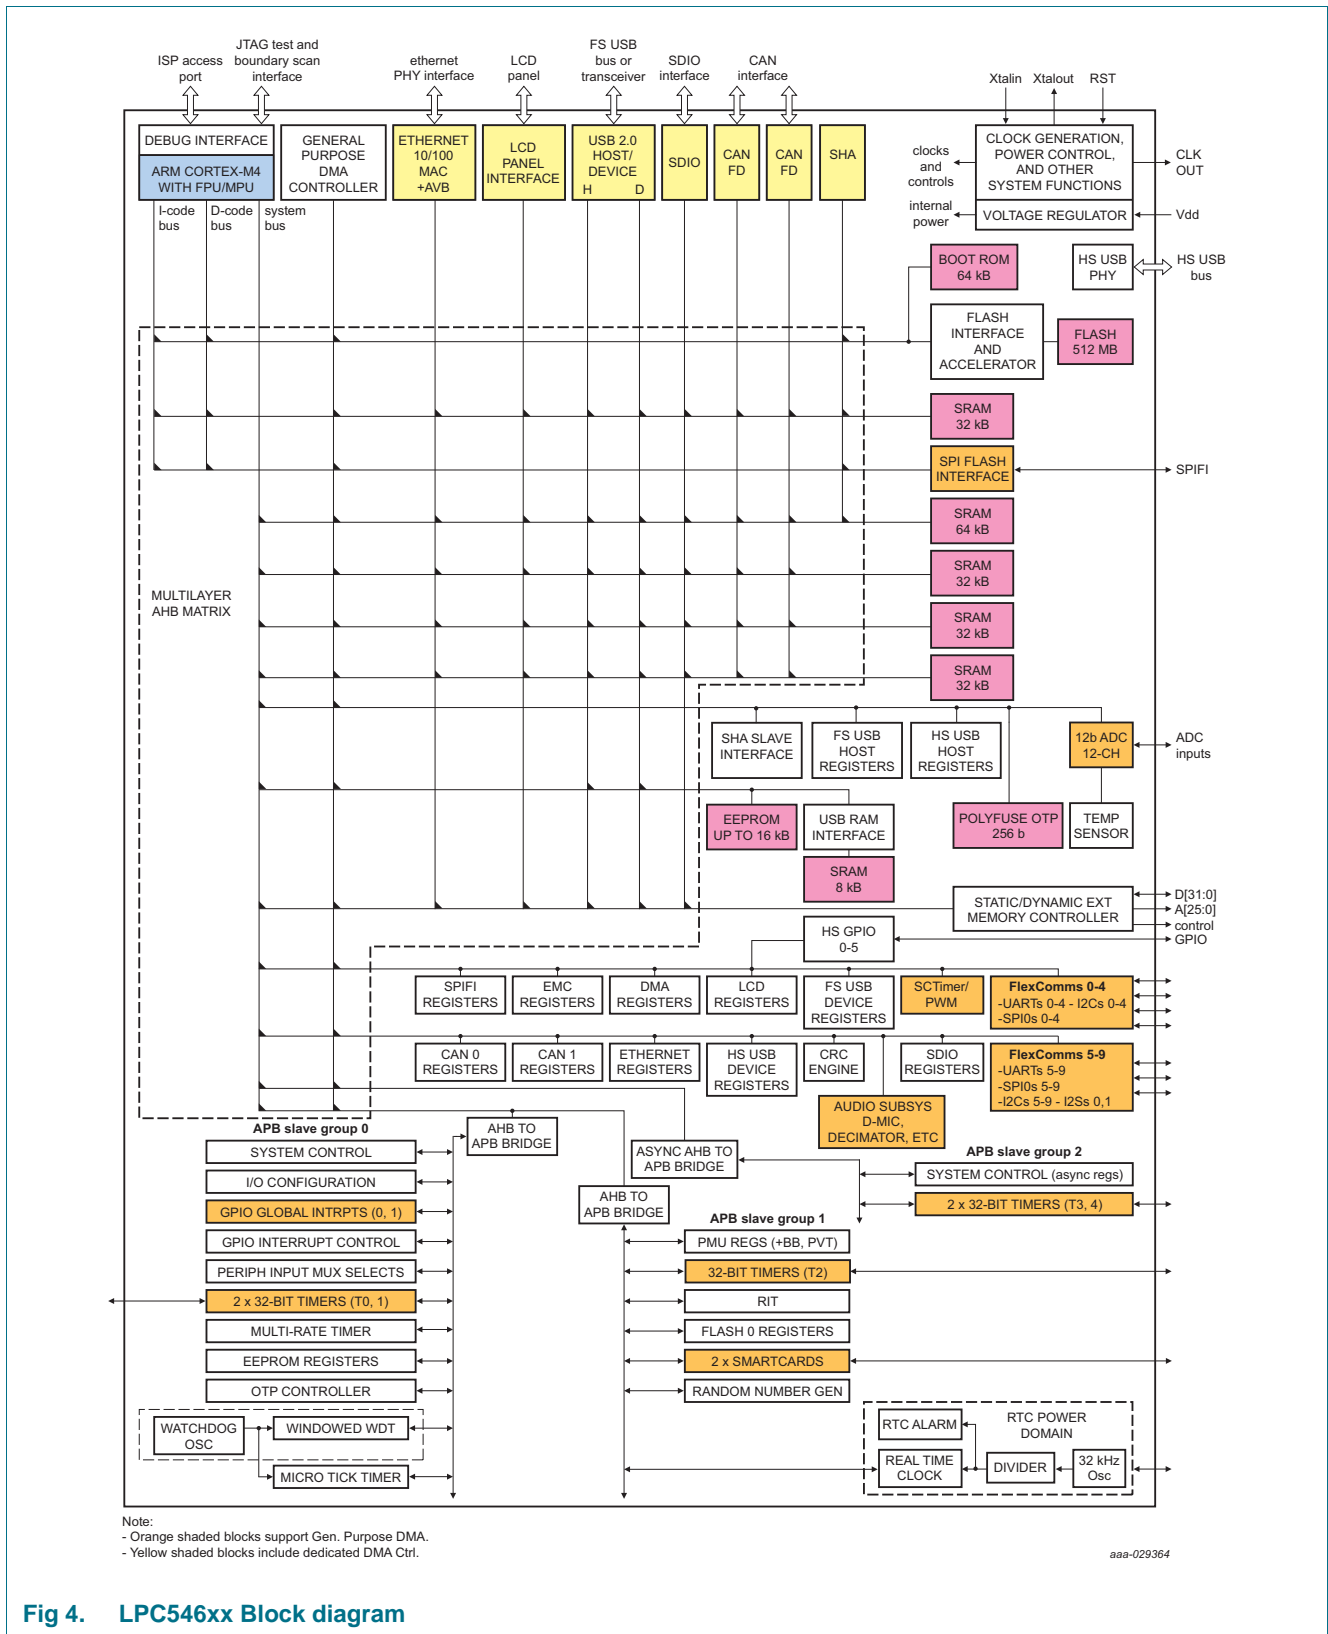 ISP access
port
JTAG test and
boundary scan
interface
ethernet
PHY interface
LCD
panel
FS USB
bus or
transceiver
SDIO
interface
CAN
interface
Xtalin
Xtalout
RST
DEBUG INTERFACE
ARM CORTEX-M4
WITH FPU/MPU
GENERAL
PURPOSE
DMA
CONTROLLER
ETHERNET
10/100
MAC
+AVB
LCD
PANEL
INTERFACE
USB 2.0
HOST/
DEVICE
H D
SDIO
CAN
FD
CAN
FD
SHA
clocks
and
controls
CLOCK GENERATION,
POWER CONTROL,
AND OTHER
SYSTEM FUNCTIONS
CLK
OUT
internal
power
VOLTAGE REGULATOR
Vdd
I-code
bus
D-code
bus
system
bus
BOOT ROM
64 kB
HS USB
PHY
HS USB
bus
FLASH
INTERFACE
AND
ACCELERATOR
FLASH
512 MB
SRAM
32 kB
SPI FLASH
INTERFACE
SPIFI
SRAM
64 kB
SRAM
32 kB
MULTILAYER
AHB MATRIX
SRAM
32 kB
SRAM
32 kB
SHA SLAVE
INTERFACE
FS USB
HOST
REGISTERS
HS USB
HOST
REGISTERS
12b ADC
12-CH
ADC
inputs
EEPROM
UP TO 16 kB
USB RAM
INTERFACE
POLYFUSE OTP
256 b
TEMP
SENSOR
SRAM
8 kB
STATIC/DYNAMIC EXT
MEMORY CONTROLLER
D[31:0]
A[25:0]
control
GPIO
HS GPIO
0-5
SPIFI
REGISTERS
EMC
REGISTERS
DMA
REGISTERS
LCD
REGISTERS
FS USB
DEVICE
REGISTERS
SCTimer/
PWM
FlexComms 0-4
-UARTs 0-4 - I2Cs 0-4
-SPI0s 0-4
CAN 0
REGISTERS
CAN 1
REGISTERS
ETHERNET
REGISTERS
HS USB
DEVICE
REGISTERS
CRC
ENGINE
SDIO
REGISTERS
FlexComms 5-9
-UARTs 5-9
-SPI0s 5-9
-I2Cs 5-9 - I2Ss 0,1
AUDIO SUBSYS
D-MIC,
DECIMATOR, ETC
APB slave group 0
AHB TO
APB BRIDGE
ASYNC AHB TO
APB BRIDGE
APB slave group 2
SYSTEM CONTROL
SYSTEM CONTROL (async regs)
I/O CONFIGURATION
AHB TO
APB BRIDGE
2 x 32-BIT TIMERS (T3, 4)
GPIO GLOBAL INTRPTS (0, 1)
APB slave group 1
GPIO INTERRUPT CONTROL
PMU REGS (+BB, PVT)
PERIPH INPUT MUX SELECTS
32-BIT TIMERS (T2)
2 x 32-BIT TIMERS (T0, 1)
RIT
MULTI-RATE TIMER
FLASH 0 REGISTERS
EEPROM REGISTERS
2 x SMARTCARDS
OTP CONTROLLER
RANDOM NUMBER GEN
WATCHDOG
OSC
WINDOWED WDT
MICRO TICK TIMER
RTC ALARM
RTC POWER
DOMAIN
REAL TIME
CLOCK
DIVIDER
32 kHz
Osc
Note:
- Orange shaded blocks support Gen. Purpose DMA.
- Yellow shaded blocks include dedicated DMA Ctrl.
aaa-029364
Fig 4. LPC546xx Block diagram